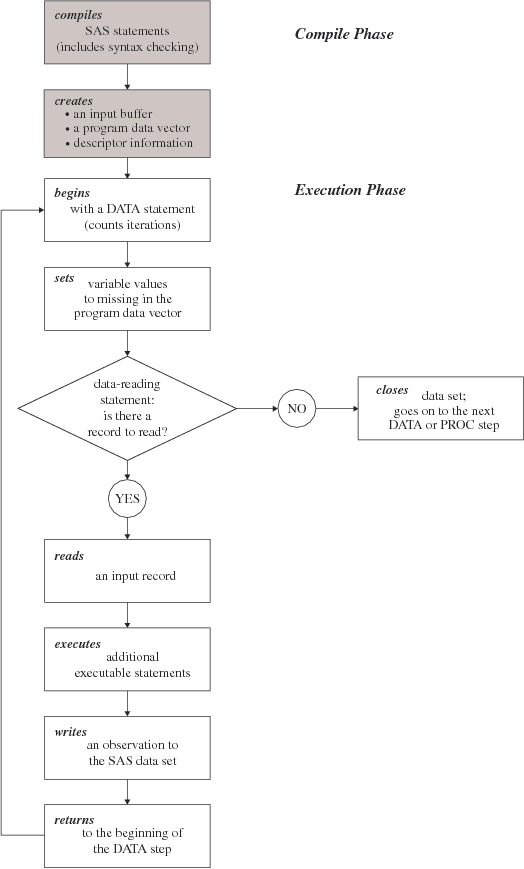 compiles
SAS statements
(includes syntax checking)
Compile Phase
creates
• an input buffer
• a program data vector
• descriptor information
Execution Phase
begins
with a DATA statement
(counts iterations)
sets variable values
to missing in the
program data vector
data-reading
statement:
is there a
record to read?
NO
closes data set;
goes on to the next
DATA or PROC step
YES
reads
an input record
executes
additional
executable statements
writes
an observation to
the SAS data set
returns
to the beginning of
the DATA step